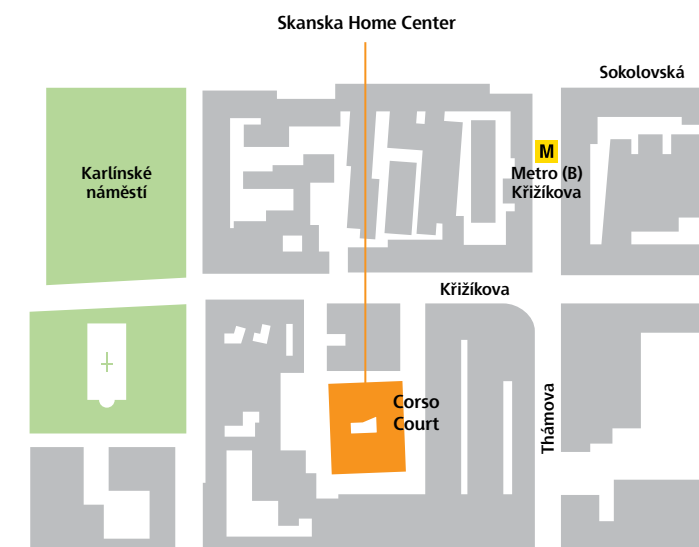 Skanska Home Center
Sokolovská
M
Metro (B)
Křižíkova
Karlínské
náměstí
Křižíkova
Corso
Court
Thámova